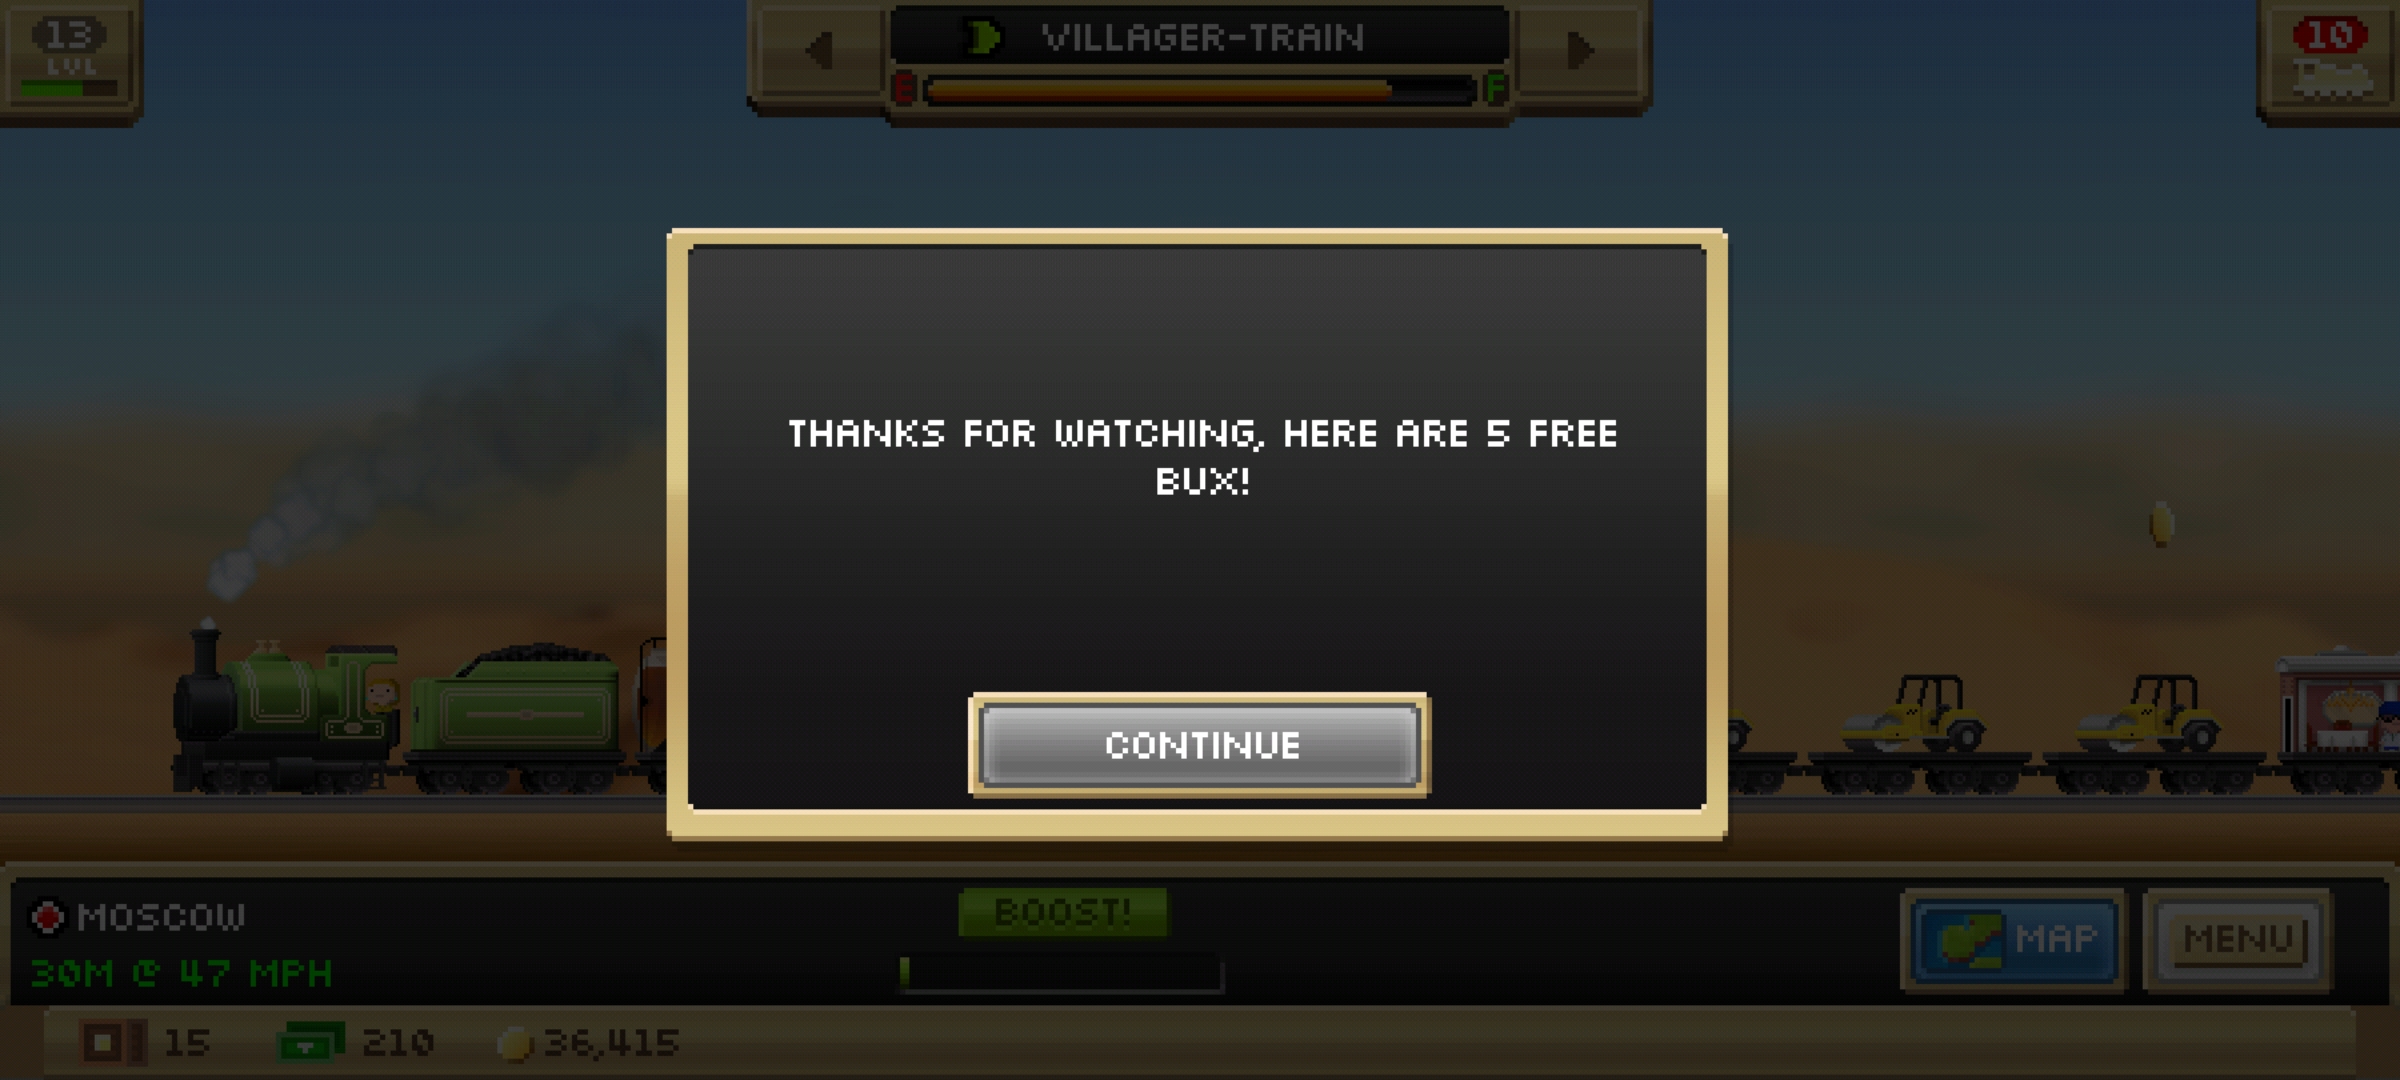 13
LVL
VILLAGER-TRAIN
E F
10
THANKS FOR WATCHING, HERE ARE 5 FREE
BUX!
CONTINUE
MOSCOW
30M @ 47 MPH
BOOST!
MAP
MENU
15
210
36,415